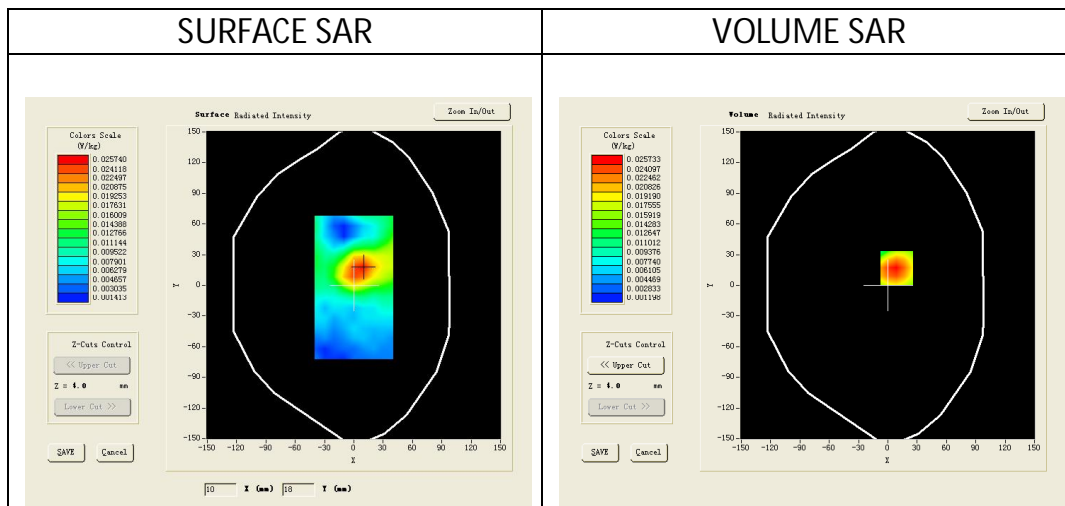 SURFACE SAR
VOLUME SAR
Surface Radiated Intensity
Zoom In/Out
Colors Scale
(W/kg)
0.025740
0.024118
0.022497
0.020875
0.019253
0.017631
0.016009
0.014388
0.012766
0.011144
0.009522
0.007901
0.006279
0.004657
0.003035
0.001413
150
120
90
60
30
0
-30
-60
-90
-120
-150
Y
-150 -120 -90 -60 -30 0 30 60 90 120 150
X
Z-Cuts Control
<< Upper Cut
Z = 4.0 mm
Lower Cut >>
SAVE Cancel
10 X (mm) 18 Y (mm)
Volume Radiated Intensity
Zoom In/Out
Colors Scale
(W/kg)
0.025733
0.024097
0.022462
0.020826
0.019190
0.017555
0.015919
0.014283
0.012647
0.011012
0.009376
0.007740
0.006105
0.004469
0.002833
0.001198
150
120
90
60
30
0
-30
-60
-90
-120
-150
Y
-150 -120 -90 -60 -30 0 30 60 90 120 150
X
Z-Cuts Control
<< Upper Cut
Z = 4.0 mm
Lower Cut >>
SAVE Cancel